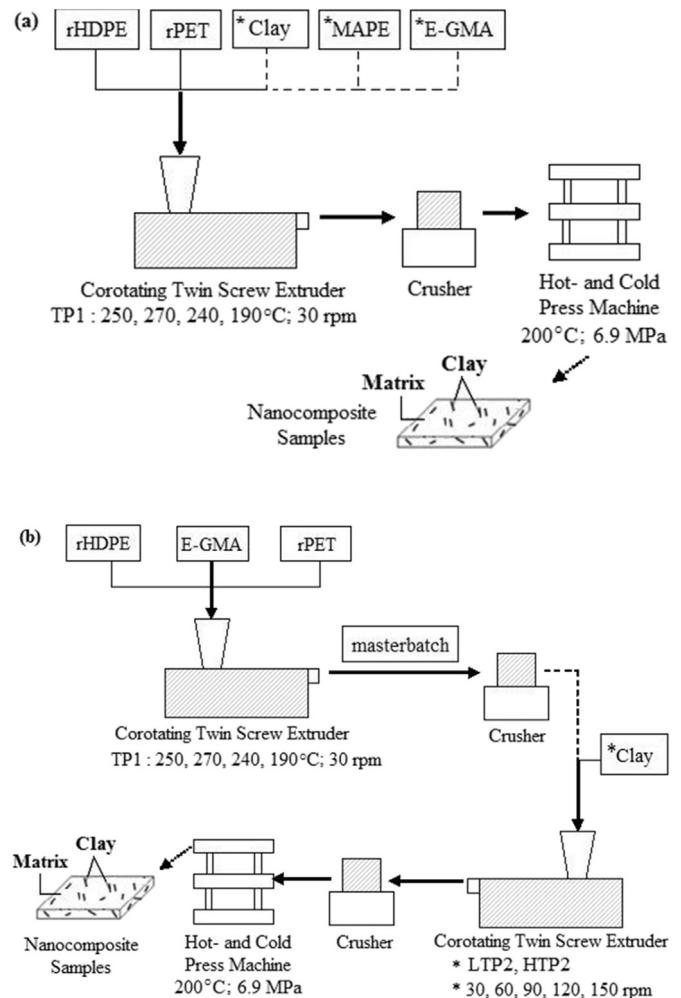 (a)
rHDPE
rPET
*Clay
*MAPE
*E-GMA
Corotating Twin Screw Extruder
TP1 : 250, 270, 240, 190°C; 30 rpm
Crusher
Hot- and Cold
Press Machine
200°C; 6.9 MPa
Clay
Matrix
Nanocomposite
Samples
(b)
rHDPE
E-GMA
rPET
masterbatch
Corotating Twin Screw Extruder
TP1 : 250, 270, 240, 190°C; 30 rpm
Crusher
*Clay
Clay
Matrix
Nanocomposite
Samples
Hot- and Cold
Press Machine
200°C; 6.9 MPa
Crusher
Corotating Twin Screw Extruder
* LTP2, HTP2
* 30, 60, 90, 120, 150 rpm